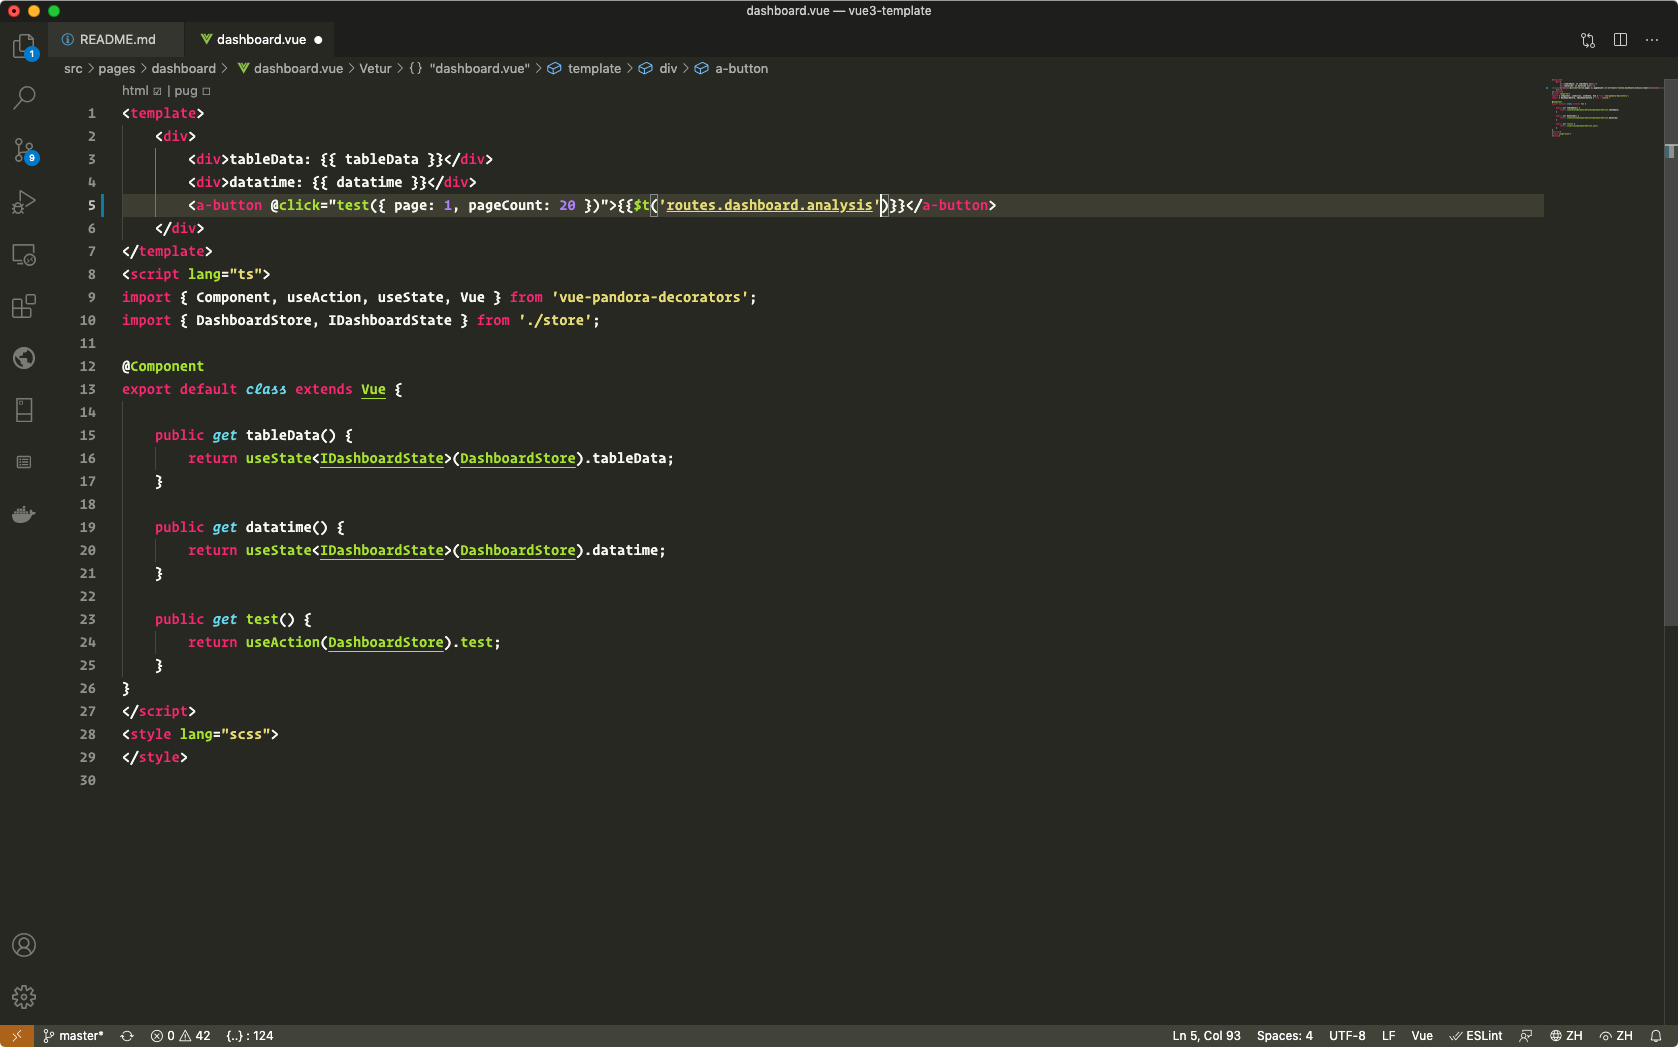 dashboard.vue — vue3-template
README.md
dashboard.vue
src > pages > dashboard > dashboard.vue > Vetur > {} "dashboard.vue" > template > div > a-button
html ☑ | pug ☐
1 <template>
2 <div>
3 <div>tableData: {{ tableData }}</div>
4 <div>datatime: {{ datatime }}</div>
5 <a-button @click="test({ page: 1, pageCount: 20 })">{{$t('routes.dashboard.analysis')}}</a-button>
6 </div>
7 </template>
8 <script lang="ts">
9 import { Component, useAction, useState, Vue } from 'vue-pandora-decorators';
10 import { DashboardStore, IDashboardState } from './store';
11
12 @Component
13 export default class extends Vue {
14
15 public get tableData() {
16 return useState<IDashboardState>(DashboardStore).tableData;
17 }
18
19 public get datatime() {
20 return useState<IDashboardState>(DashboardStore).datatime;
21 }
22
23 public get test() {
24 return useAction(DashboardStore).test;
25 }
26 }
27 </script>
28 <style lang="scss">
29 </style>
30
1
9
master* 0 42 {..} : 124 Ln 5, Col 93 Spaces: 4 UTF-8 LF Vue ESLint ZH ZH